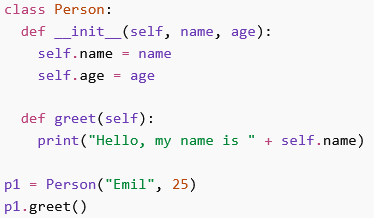 class Person:
  def __init__(self, name, age):
    self.name = name
    self.age = age

  def greet(self):
    print("Hello, my name is " + self.name)

p1 = Person("Emil", 25)
p1.greet()